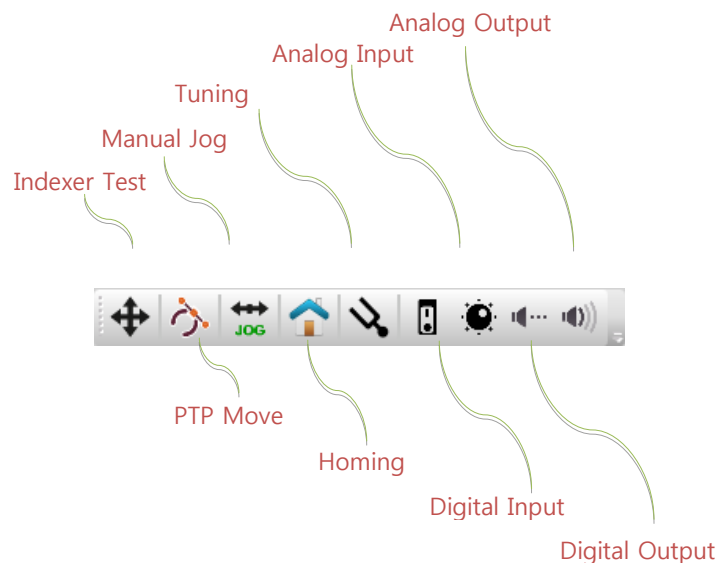 Analog Output
Analog Input
Tuning
Manual Jog
Indexer Test
JOG
PTP Move
Homing
Digital Input
Digital Output